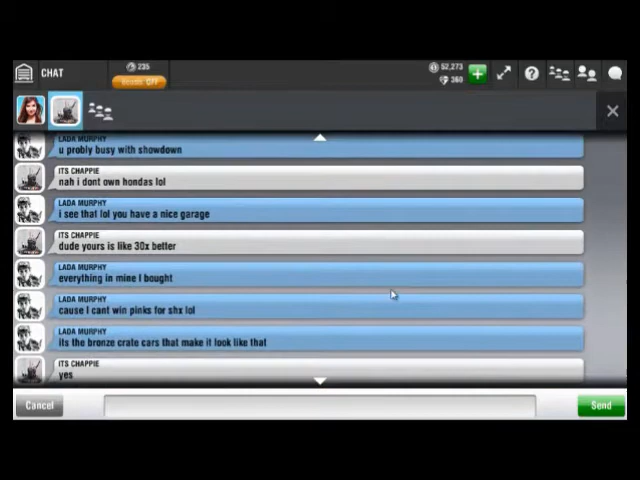 CHAT
235
Boosts: OFF
52,273
360
LADA MURPHY
u probly busy with showdown
ITS CHAPPIE
nah i dont own hondas lol
LADA MURPHY
i see that lol you have a nice garage
ITS CHAPPIE
dude yours is like 30x better
LADA MURPHY
everything in mine I bought
LADA MURPHY
cause I cant win pinks for shx lol
LADA MURPHY
its the bronze crate cars that make it look like that
ITS CHAPPIE
yes
Cancel
Send